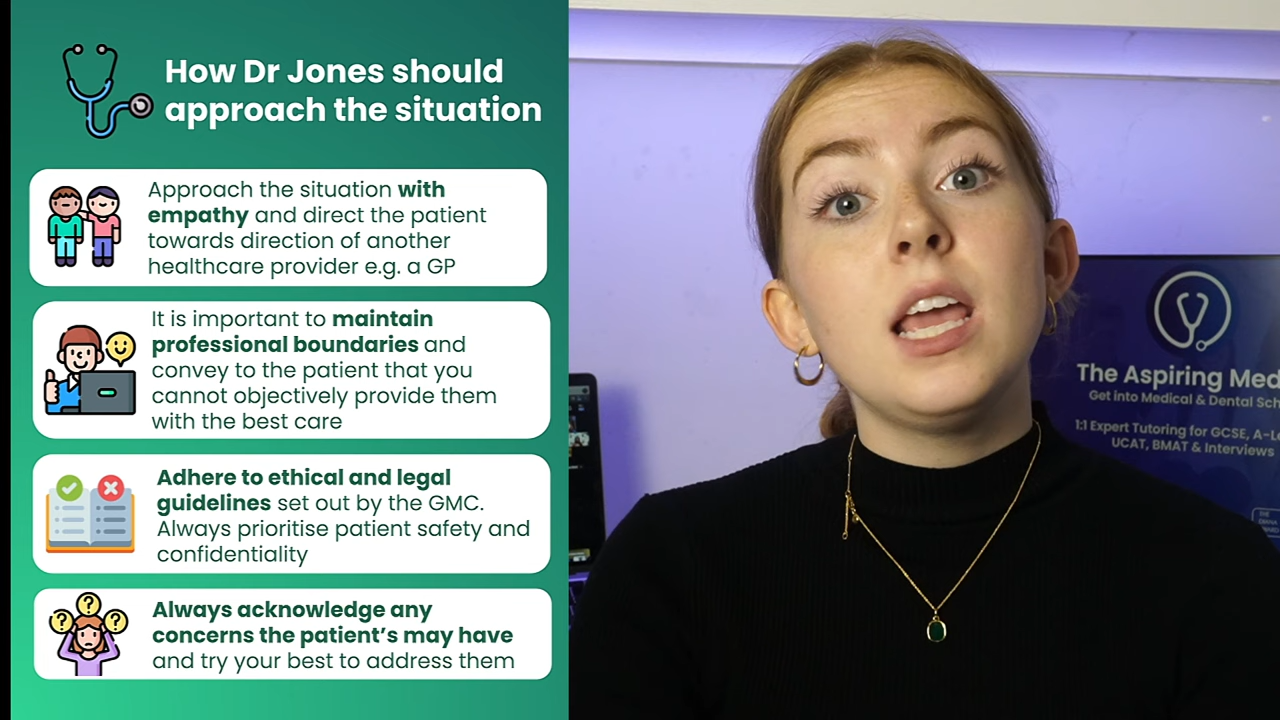 How Dr Jones should
approach the situation
Approach the situation with
empathy and direct the patient
towards direction of another
healthcare provider e.g. a GP
It is important to maintain
professional boundaries and
convey to the patient that you
cannot objectively provide them
with the best care
Adhere to ethical and legal
guidelines set out by the GMC.
Always prioritise patient safety and
confidentiality
Always acknowledge any
concerns the patient's may have
and try your best to address them
The Aspiring Med
Get into Medical & Dental Sch
1:1 Expert Tutoring for GCSE, A-Le
UCAT, BMAT & Interviews